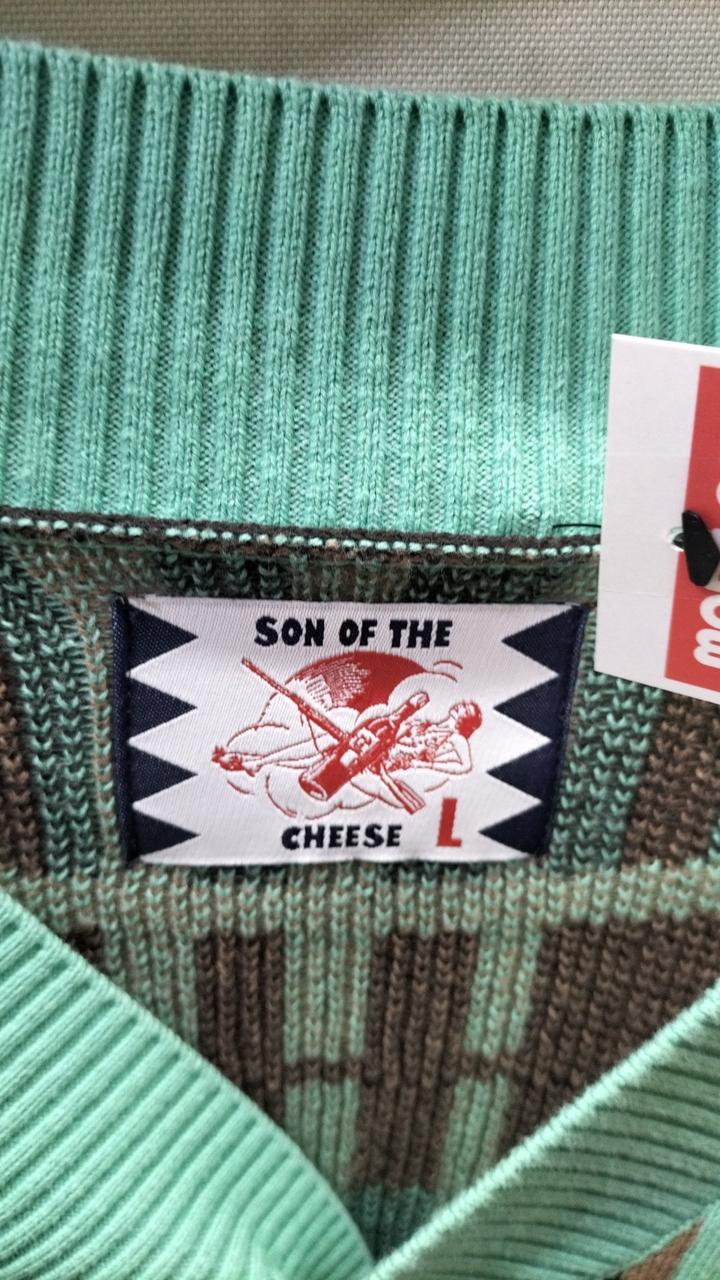 SON OF THE
CHEESE L